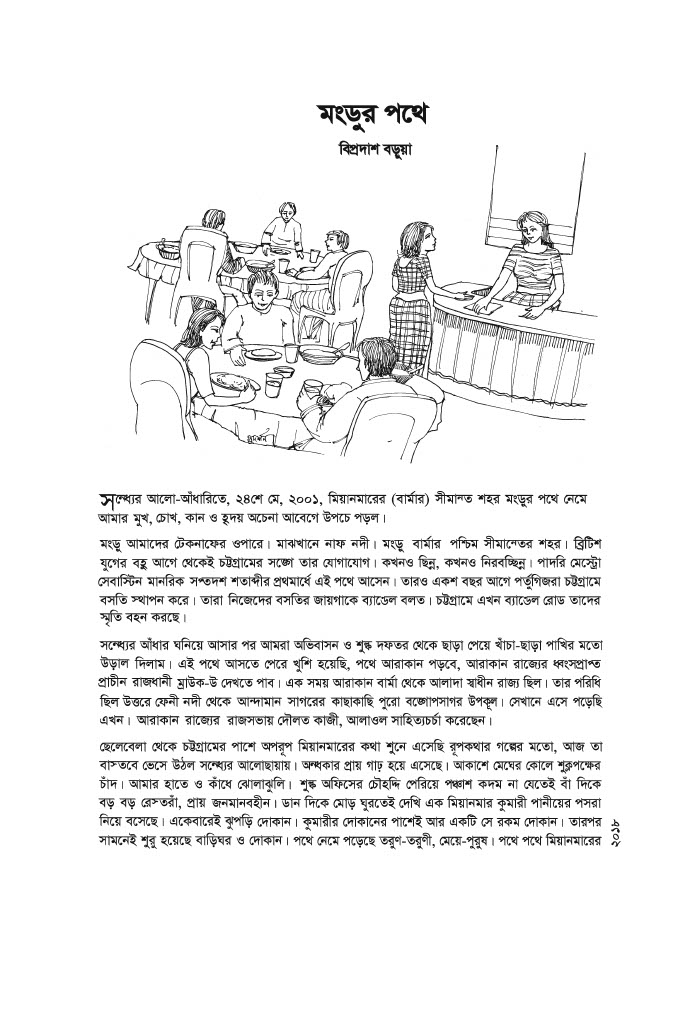 মংডুর পথে
বিপ্রদাশ বড়ুয়া
সন্ধ্যের আলো-আঁধারিতে, ২৪শে মে, ২০০১, মিয়ানমারের (বার্মার) সীমান্ত শহর মংডুর পথে নেমে
আমার মুখ, চোখ, কান ও হৃদয় অচেনা আবেগে উপচে পড়ল।
মংডু আমাদের টেকনাফের ওপারে। মাঝখানে নাফ নদী। মংডু বার্মার পশ্চিম সীমান্তের শহর। ব্রিটিশ
যুগের বহু আগে থেকেই চট্টগ্রামের সঙ্গে তার যোগাযোগ। কখনও ছিন্ন, কখনও নিরবচ্ছিন্ন। পাদরি মেস্ট্রো
সেবাস্টিন মানরিক সপ্তদশ শতাব্দীর প্রথমার্ধে এই পথে আসেন। তারও একশ বছর আগে পর্তুগিজরা চট্টগ্রামে
বসতি স্থাপন করে। তারা নিজেদের বসতির জায়গাকে ব্যান্ডেল বলত। চট্টগ্রামে এখন ব্যান্ডেল রোড তাদের
স্মৃতি বহন করছে।
সন্ধ্যের আঁধার ঘনিয়ে আসার পর আমরা অভিবাসন ও শুল্ক দফতর থেকে ছাড়া পেয়ে খাঁচা-ছাড়া পাখির মতো
উড়াল দিলাম। এই পথে আসতে পেরে খুশি হয়েছি, পথে আরাকান পড়বে, আরাকান রাজ্যের ধ্বংসপ্রাপ্ত
প্রাচীন রাজধানী ম্রাউক-উ দেখতে পাব। এক সময় আরাকান বার্মা থেকে আলাদা স্বাধীন রাজ্য ছিল। তার পরিধি
ছিল উত্তরে ফেনী নদী থেকে আন্দামান সাগরের কাছাকাছি পুরো বঙ্গোপসাগর উপকূল। সেখানে এসে পড়েছি
এখন। আরাকান রাজ্যের রাজসভায় দৌলত কাজী, আলাওল সাহিত্যচর্চা করেছেন।
ছেলেবেলা থেকে চট্টগ্রামের পাশে অপরূপ মিয়ানমারের কথা শুনে এসেছি রূপকথার গল্পের মতো, আজ তা
বাস্তবে ভেসে উঠল সন্ধ্যের আলোছায়ায়। অন্ধকার প্রায় গাঢ় হয়ে এসেছে। আকাশে মেঘের কোলে শুক্লপক্ষের
চাঁদ। আমার হাতে ও কাঁধে ঝোলাঝুলি। শুল্ক অফিসের চৌহদ্দি পেরিয়ে পঞ্চাশ কদম না যেতেই বাঁ দিকে
বড় বড় রেস্তরাঁ, প্রায় জনমানবহীন। ডান দিকে মোড় ঘুরতেই দেখি এক মিয়ানমার কুমারী পানীয়ের পসরা
নিয়ে বসেছে। একেবারেই ঝুপড়ি দোকান। কুমারীর দোকানের পাশেই আর একটি সে রকম দোকান। তারপর
সামনেই শুরু হয়েছে বাড়িঘর ও দোকান। পথে নেমে পড়েছে তরুণ-তরুণী, মেয়ে-পুরুষ। পথে পথে মিয়ানমারের
২০১৮